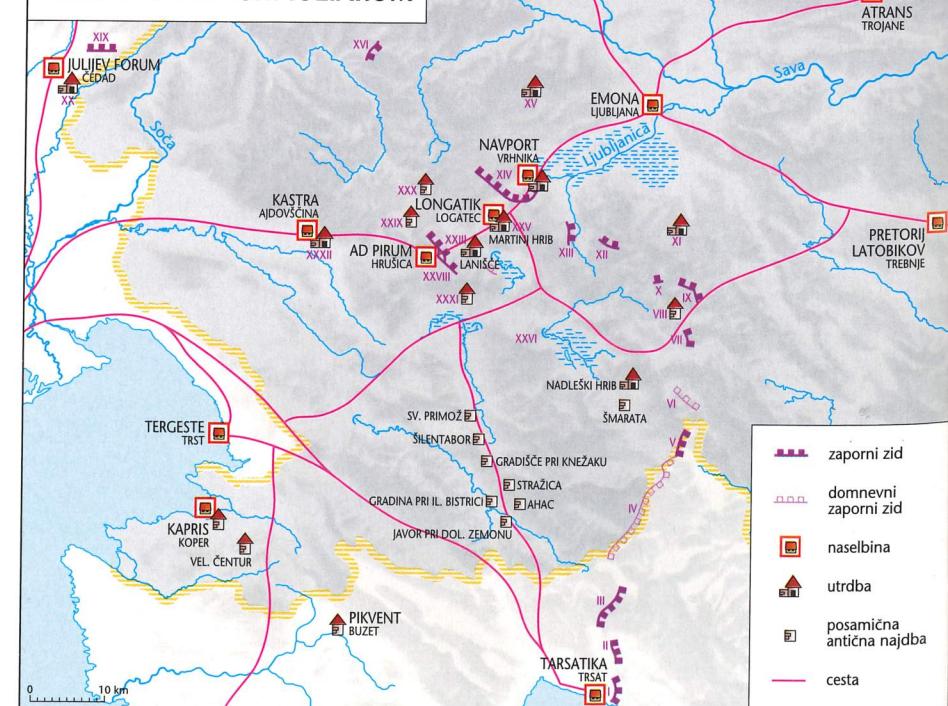 ATRANS
TROJANE
XIX
XVI
JULIJEV FORUM
ČEDAD
XX
Sava
XV
EMONA
LJUBLJANA
Soča
Ljubljanica
NAVPORT
VRHNIKA
XIV
XXX
KASTRA
AJDOVŠČINA
LONGATIK
LOGATEC
XXIX
XXV
MARTINJ HRIB
XXXII
AD PIRUM
HRUŠICA
XXIII
LANIŠČE
XIII
XII
XI
PRETORIJ
LATOBIKOV
TREBNJE
XXVIII
XXXI
X
IX
VIII
XXVI
VII
NADLEŠKI HRIB
ŠMARATA
VI
SV. PRIMOŽ
TERGESTE
TRST
ŠILENTABOR
V
GRADIŠČE PRI KNEŽAKU
STRAŽICA
GRADINA PRI IL. BISTRICI
AHAC
IV
KAPRIS
KOPER
JAVOR PRI DOL. ZEMONU
VEL. ČENTUR
III
PIKVENT
BUZET
II
TARSATIKA
TRSAT
I
0 10 km
zaporni zid
domnevni
zaporni zid
naselbina
utrdba
posamična
antična najdba
cesta